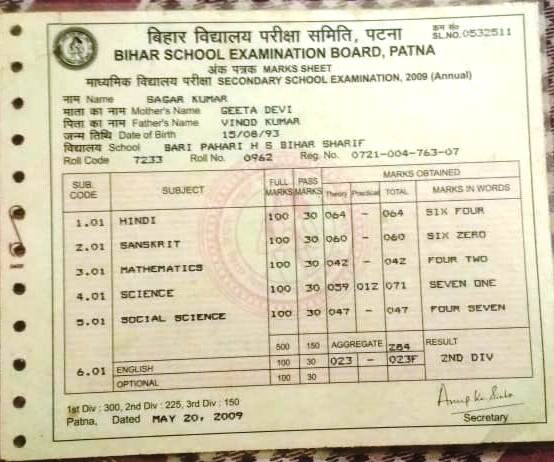 बिहार विद्यालय परीक्षा समिति, पटना
क्रम सं०
SL.NO.0532511
BIHAR SCHOOL EXAMINATION BOARD, PATNA
अंक पत्रक MARKS SHEET
माध्यमिक विद्यालय परीक्षा SECONDARY SCHOOL EXAMINATION, 2009 (Annual)
नाम Name SAGAR KUMAR
माता का नाम Mother's Name GEETA DEVI
पिता का नाम Father's Name VINOD KUMAR
जन्म तिथि Date of Birth 15/08/93
विद्यालय School BARI PAHARI H S BIHAR SHARIF
Roll Code 7233 Roll No. 0962 Reg. No. 0721-004-763-07
SUB. CODE SUBJECT FULL MARKS PASS MARKS MARKS OBTAINED
Theory Practical TOTAL MARKS IN WORDS
1.01 HINDI 100 30 064 - 064 SIX FOUR
2.01 SANSKRIT 100 30 060 - 060 SIX ZERO
3.01 MATHEMATICS 100 30 042 - 042 FOUR TWO
4.01 SCIENCE 100 30 059 012 071 SEVEN ONE
5.01 SOCIAL SCIENCE 100 30 047 - 047 FOUR SEVEN
500 150 AGGREGATE 284 RESULT
6.01 ENGLISH 100 30 023 - 023F 2ND DIV
OPTIONAL 100 30
1st Div : 300, 2nd Div : 225, 3rd Div : 150
Patna, Dated MAY 20, 2009
Secretary